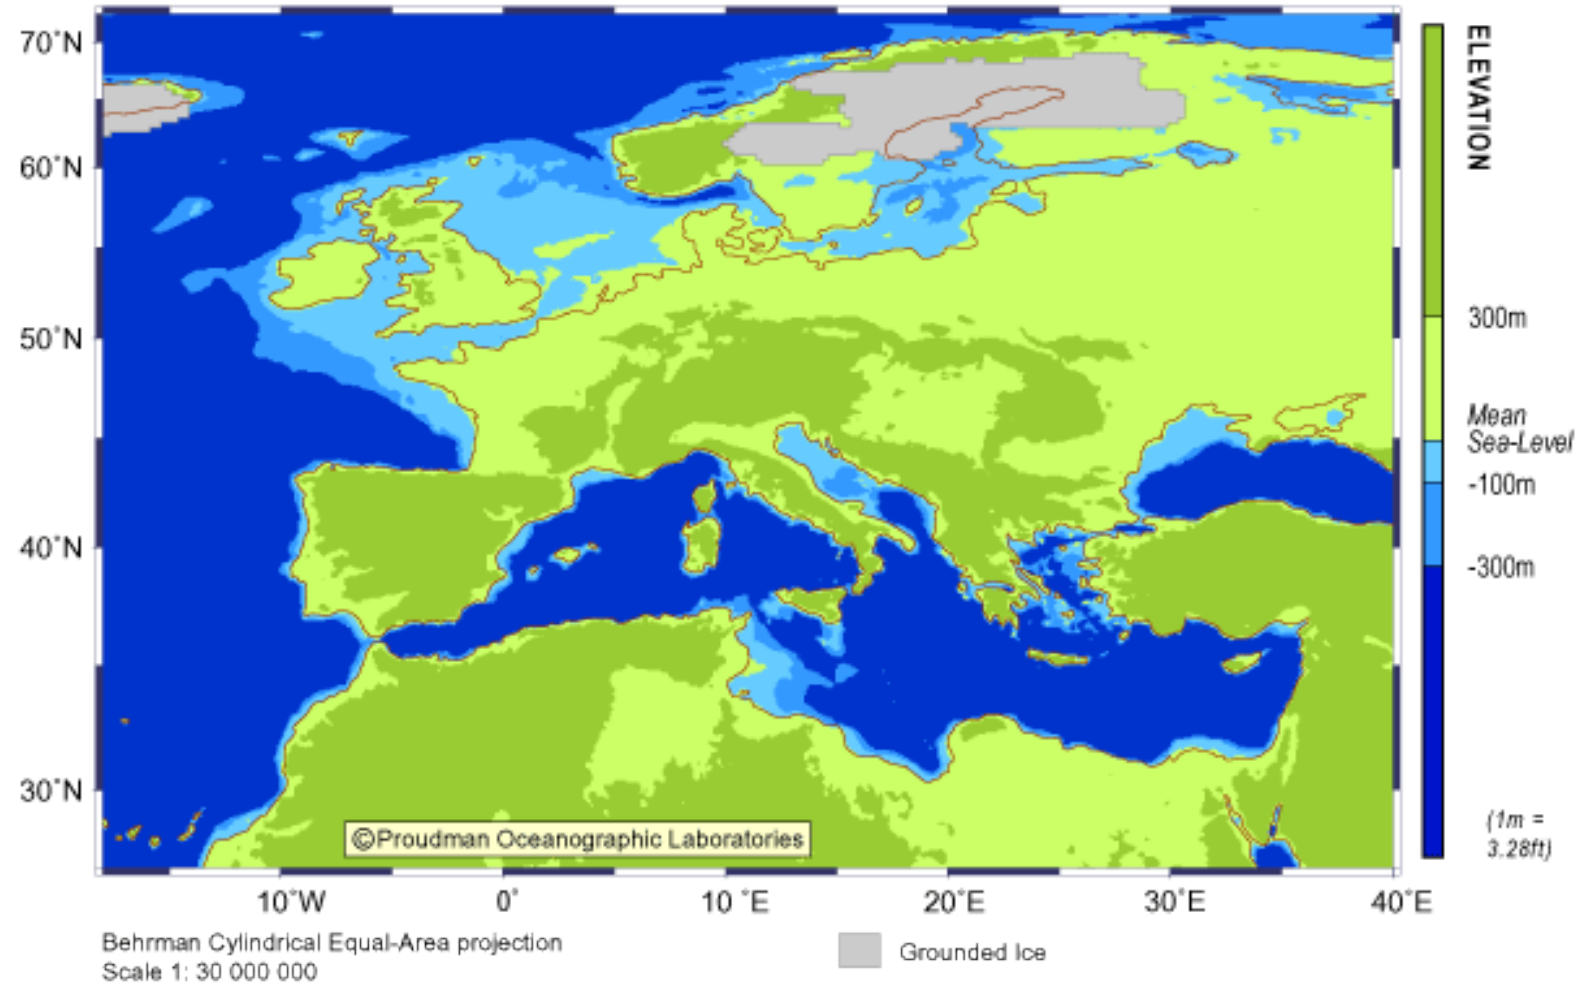 70°N
60°N
50°N
40°N
30°N
ELEVATION
300m
Mean
Sea-Level
-100m
-300m
(1m =
3.28ft)
©Proudman Oceanographic Laboratories
10°W
0°
10°E
20°E
30°E
40°E
Behrman Cylindrical Equal-Area projection
Scale 1: 30 000 000
Grounded Ice